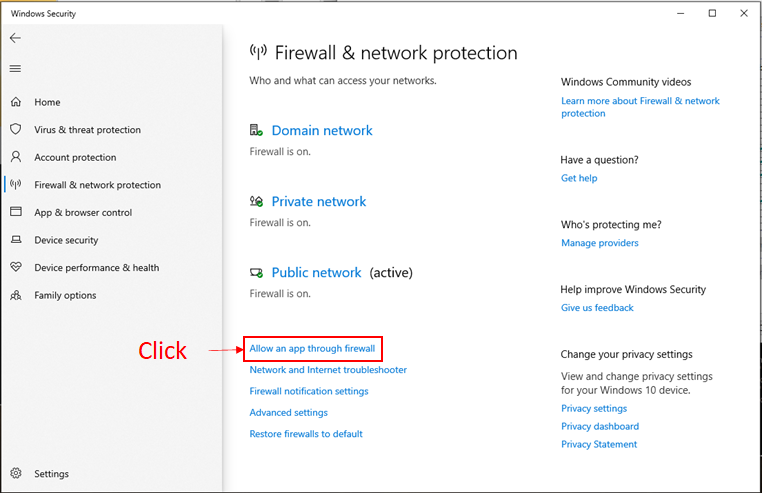 Windows Security
Home
Virus & threat protection
Account protection
Firewall & network protection
App & browser control
Device security
Device performance & health
Family options
Settings
Firewall & network protection
Who and what can access your networks.
Domain network
Firewall is on.
Private network
Firewall is on.
Public network (active)
Firewall is on.
Click
Allow an app through firewall
Network and Internet troubleshooter
Firewall notification settings
Advanced settings
Restore firewalls to default
Windows Community videos
Learn more about Firewall & network
protection
Have a question?
Get help
Who's protecting me?
Manage providers
Help improve Windows Security
Give us feedback
Change your privacy settings
View and change privacy settings
for your Windows 10 device.
Privacy settings
Privacy dashboard
Privacy Statement